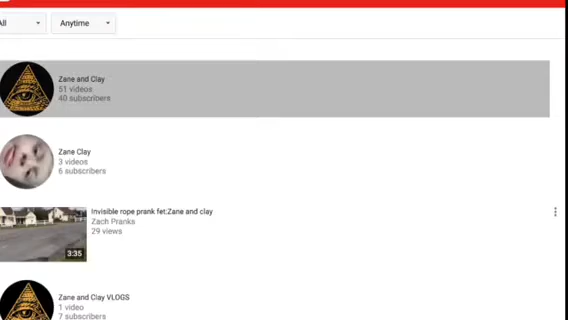 All
Anytime
Zane and Clay
51 videos
40 subscribers
Zane Clay
3 videos
6 subscribers
Invisible rope prank fet:Zane and clay
Zach Pranks
29 views
3:35
Zane and Clay VLOGS
1 video
7 subscribers